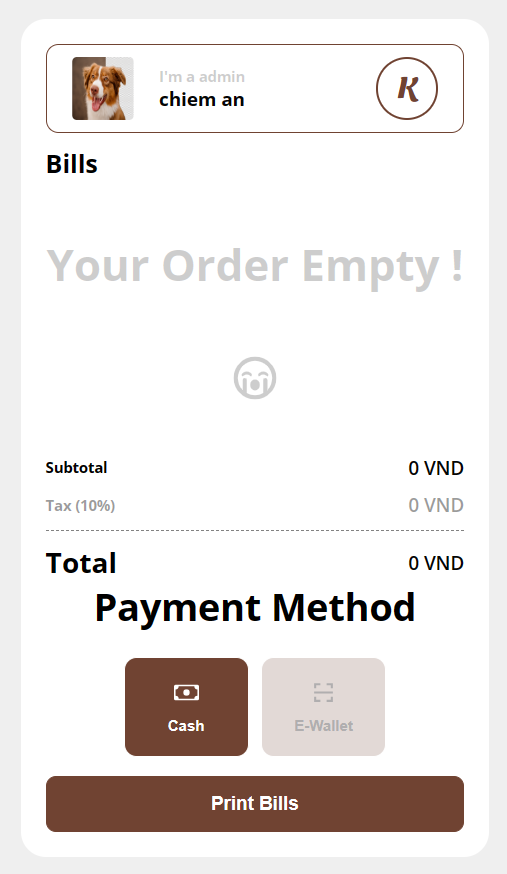 I'm a admin
chiem an
K
Bills
Your Order Empty !
Subtotal 0 VND
Tax (10%) 0 VND
Total 0 VND
Payment Method
Cash E-Wallet
Print Bills